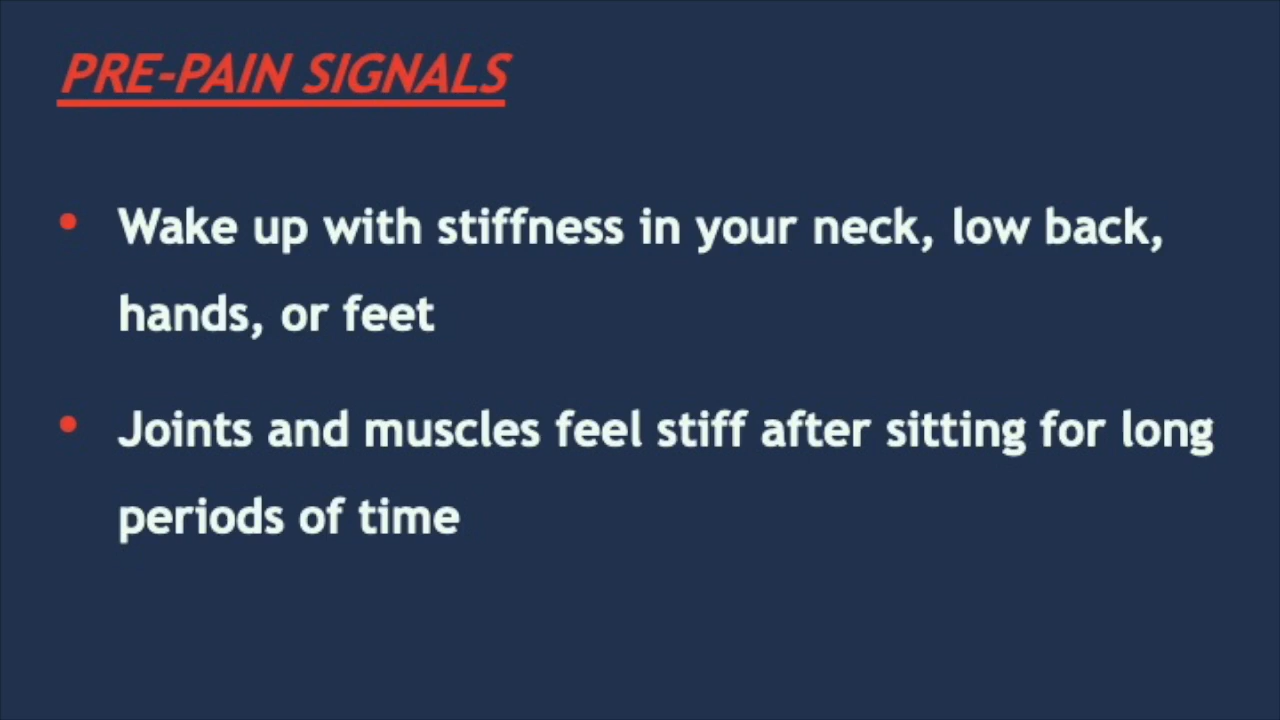 PRE-PAIN SIGNALS
• Wake up with stiffness in your neck, low back,
hands, or feet
• Joints and muscles feel stiff after sitting for long
periods of time